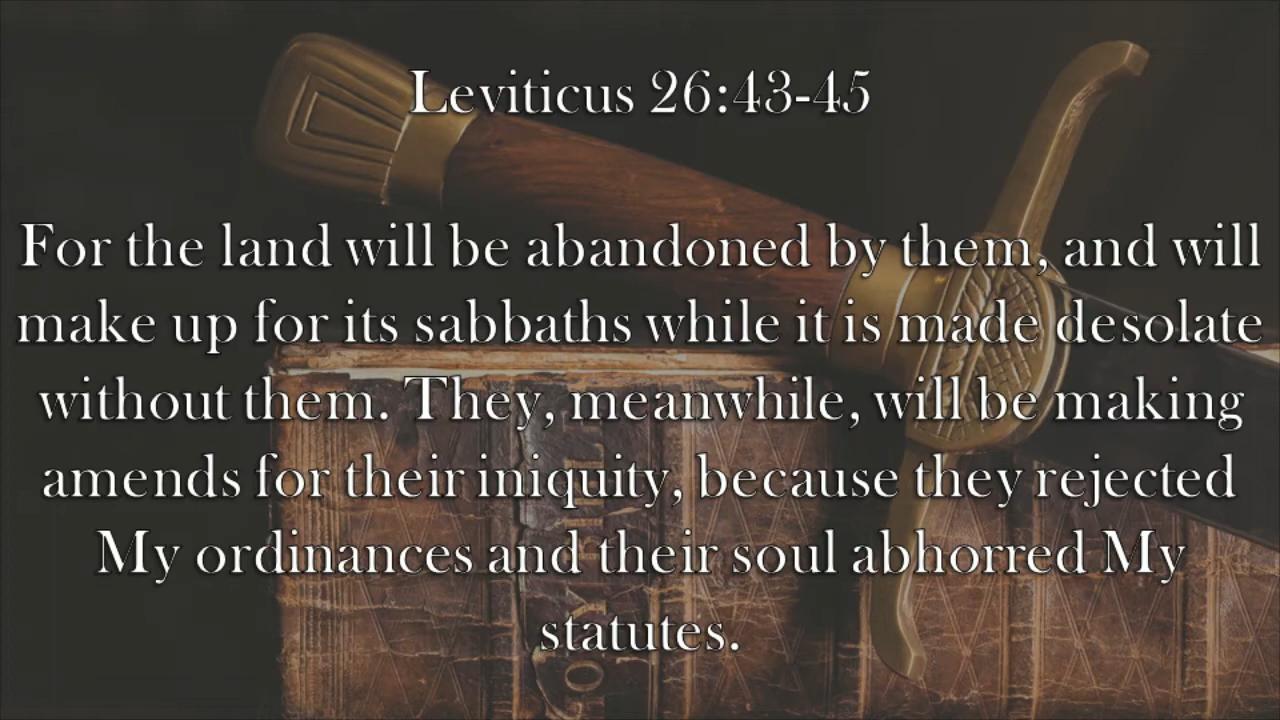 Leviticus 26:43-45
For the land will be abandoned by them, and will
make up for its sabbaths while it is made desolate
without them. They, meanwhile, will be making
amends for their iniquity, because they rejected
My ordinances and their soul abhorred My
statutes.